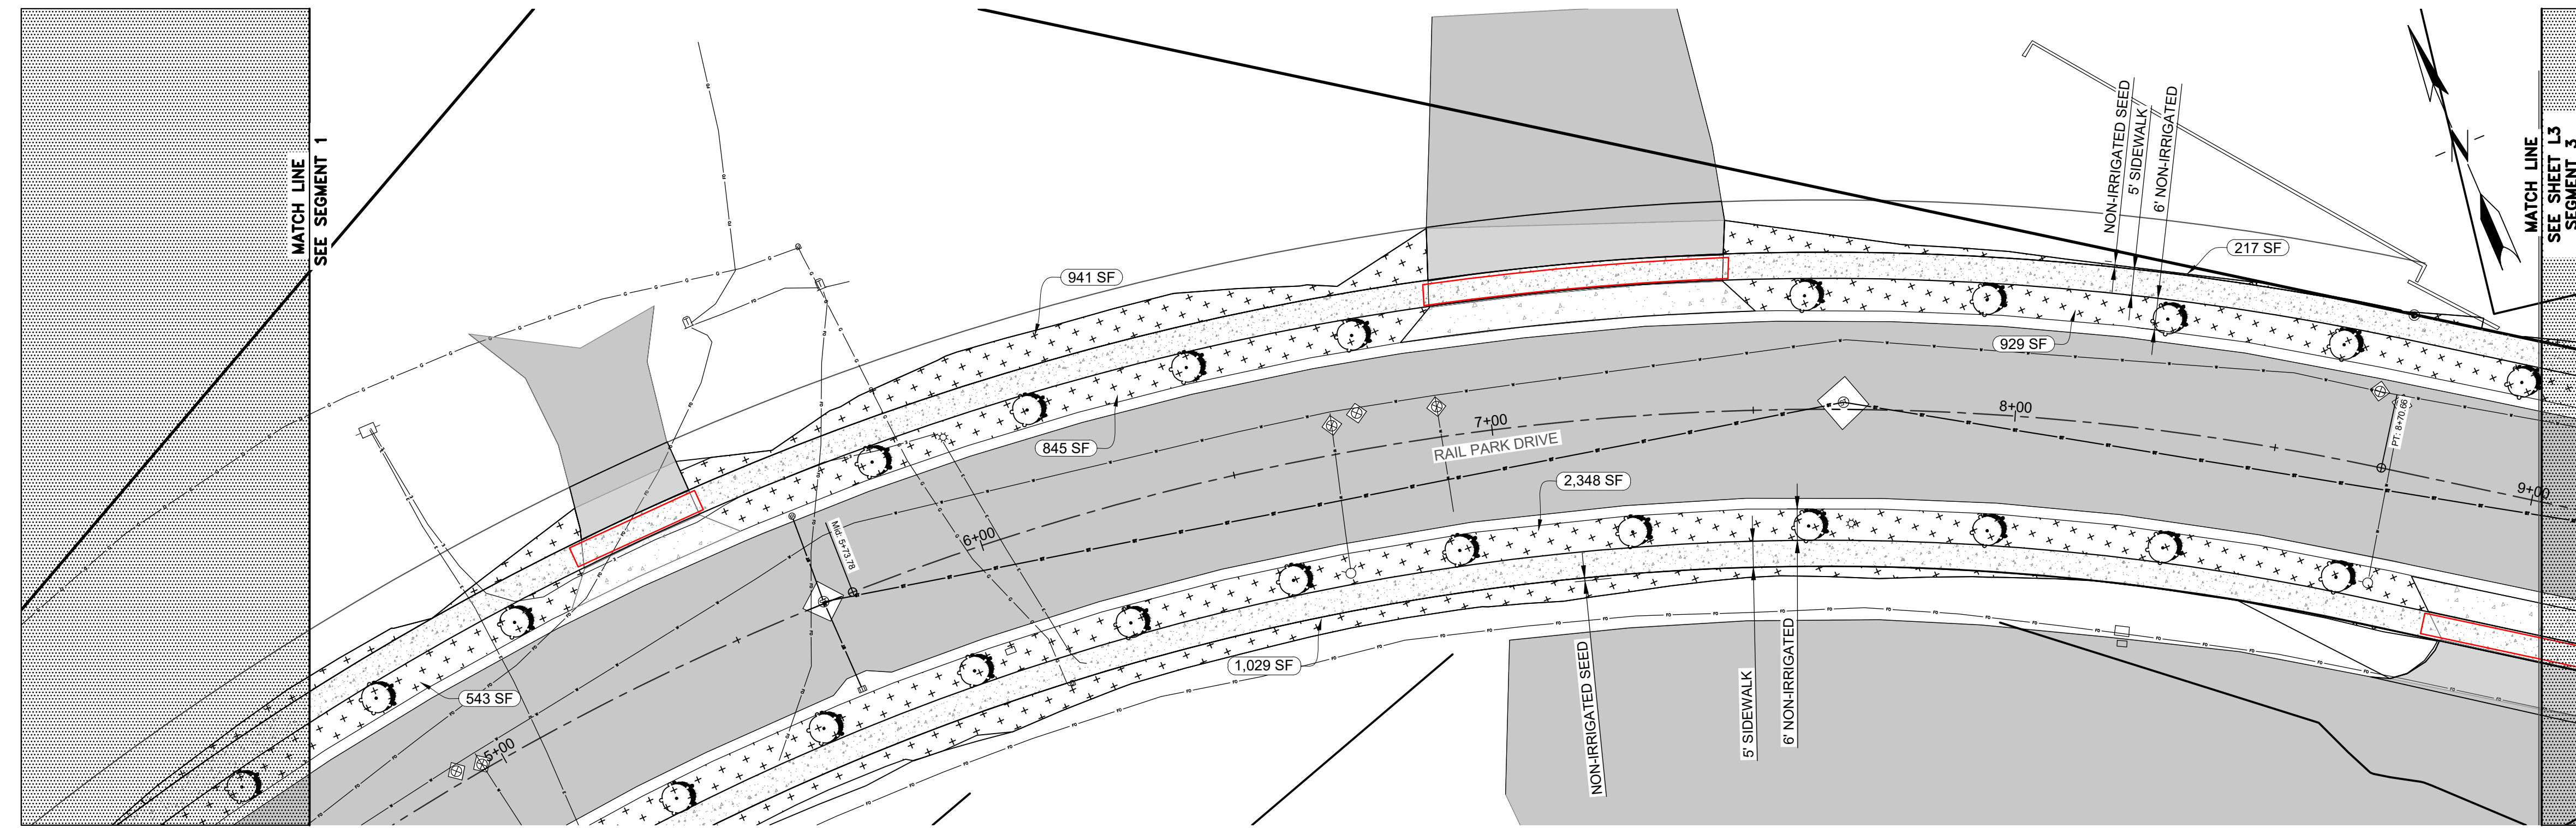 MATCH LINE
SEE SEGMENT 1
941 SF
845 SF
543 SF
Mid: 5+73.78
5+00
6+00
7+00
RAIL PARK DRIVE
8+00
9+00
2,348 SF
1,029 SF
929 SF
217 SF
NON-IRRIGATED SEED
5' SIDEWALK
6' NON-IRRIGATED
NON-IRRIGATED SEED
5' SIDEWALK
6' NON-IRRIGATED
PT: 8+70.66
MATCH LINE
SEE SHEET L3
SEGMENT 3